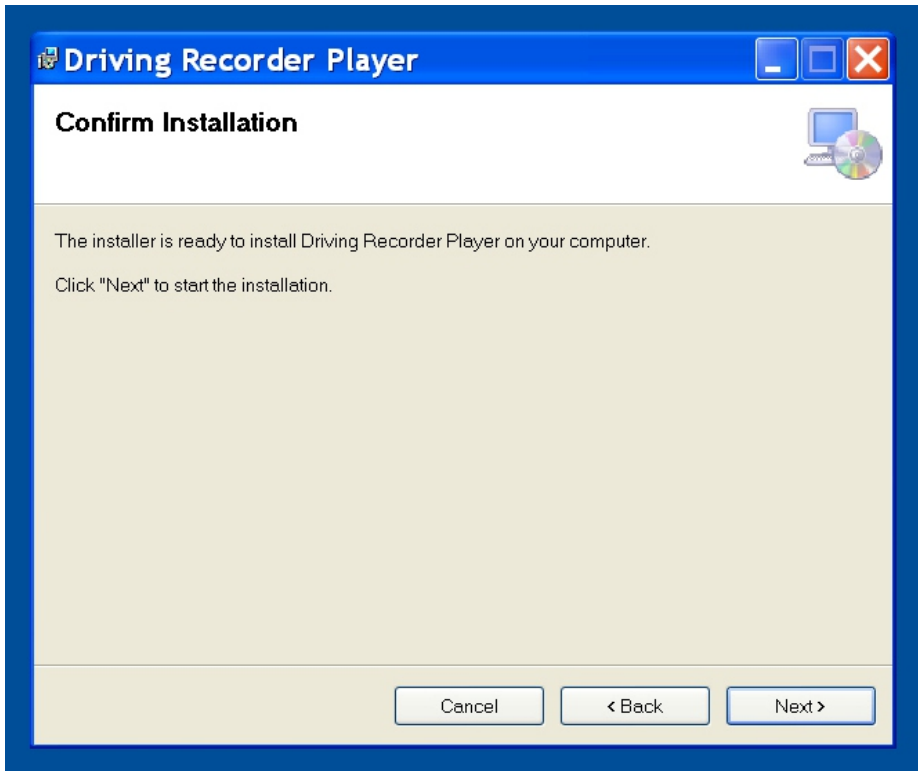 Driving Recorder Player
Confirm Installation
The installer is ready to install Driving Recorder Player on your computer.
Click "Next" to start the installation.
Cancel
< Back
Next >